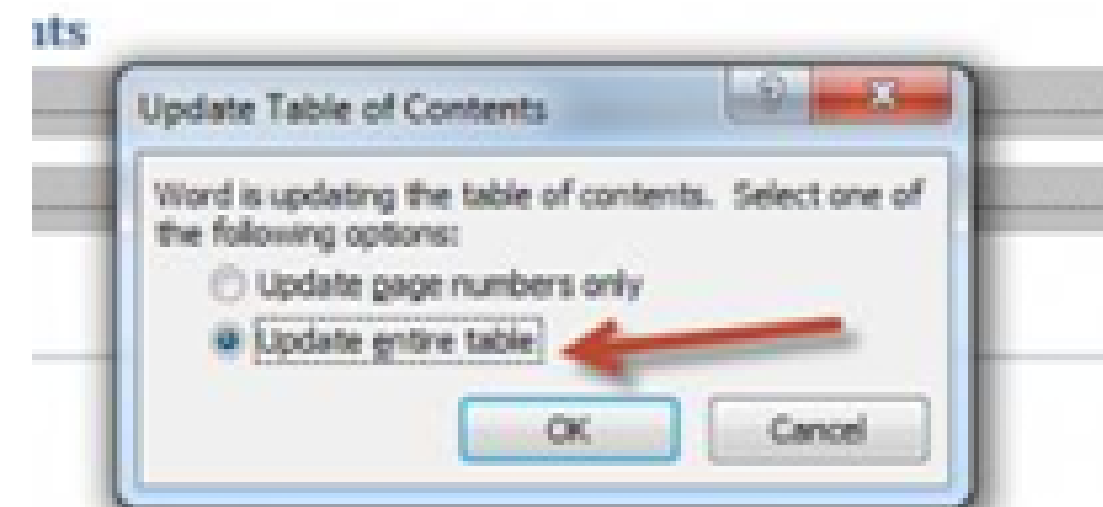 nts
Update Table of Contents
Word is updating the table of contents. Select one of
the following options:
Update page numbers only
Update entire table
OK
Cancel